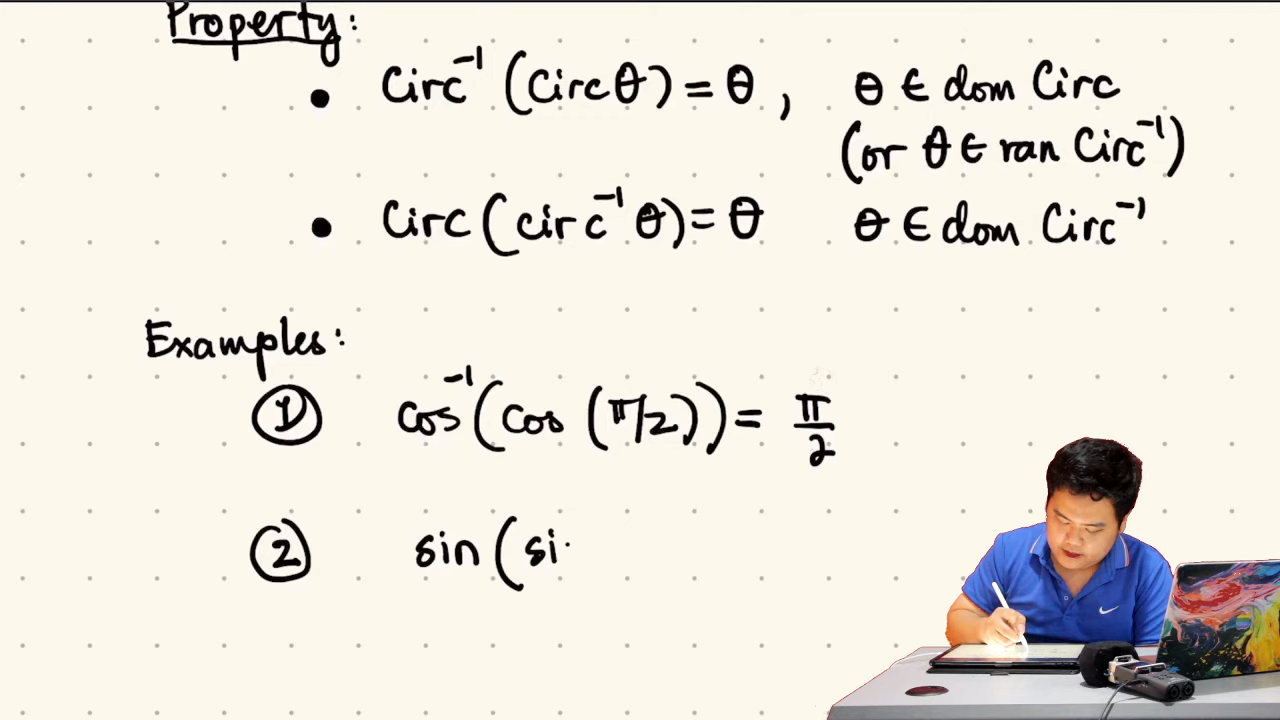 Property:
• Circ⁻¹ (Circ θ) = θ , θ ∈ dom Circ
(or θ ∈ ran Circ⁻¹)
• Circ (circ⁻¹ θ) = θ θ ∈ dom Circ⁻¹
Examples:
① cos⁻¹ (cos (π/2)) = π/2
② sin (si